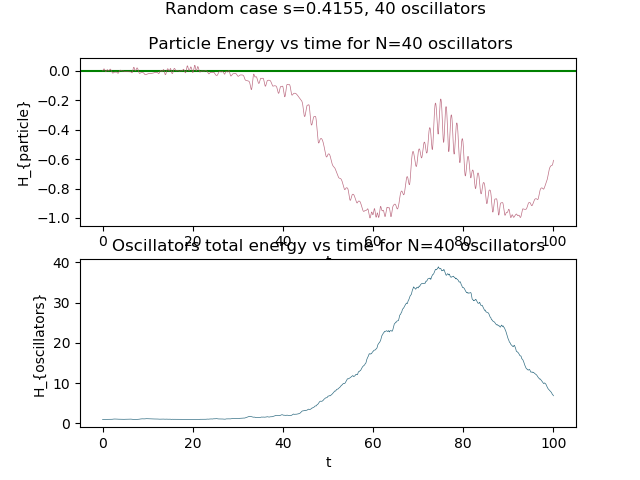 Random case s=0.4155, 40 oscillators
Particle Energy vs time for N=40 oscillators
H_{particle}
0.0
−0.2
−0.4
−0.6
−0.8
−1.0
0 20 40 60 80 100
t
Oscillators total energy vs time for N=40 oscillators
H_{oscillators}
40
30
20
10
0
0 20 40 60 80 100
t